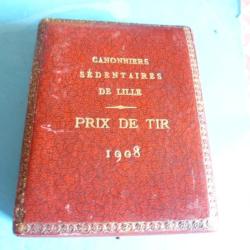 CANONNIERS
SÉDENTAIRES
DE LILLE
PRIX DE TIR
1908